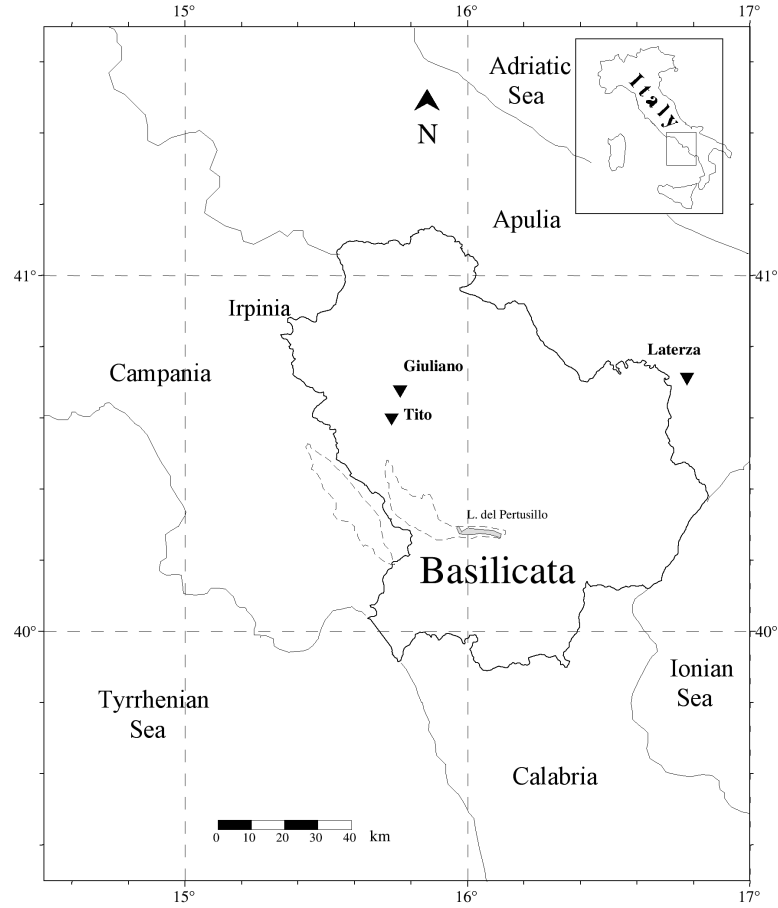 15°
16°
17°
Adriatic
Sea
Italy
N
Apulia
41°
41°
Irpinia
Laterza
Giuliano
Campania
Tito
L. del Pertusillo
Basilicata
40°
40°
Ionian
Sea
Tyrrhenian
Sea
Calabria
0 10 20 30 40 km
15°
16°
17°